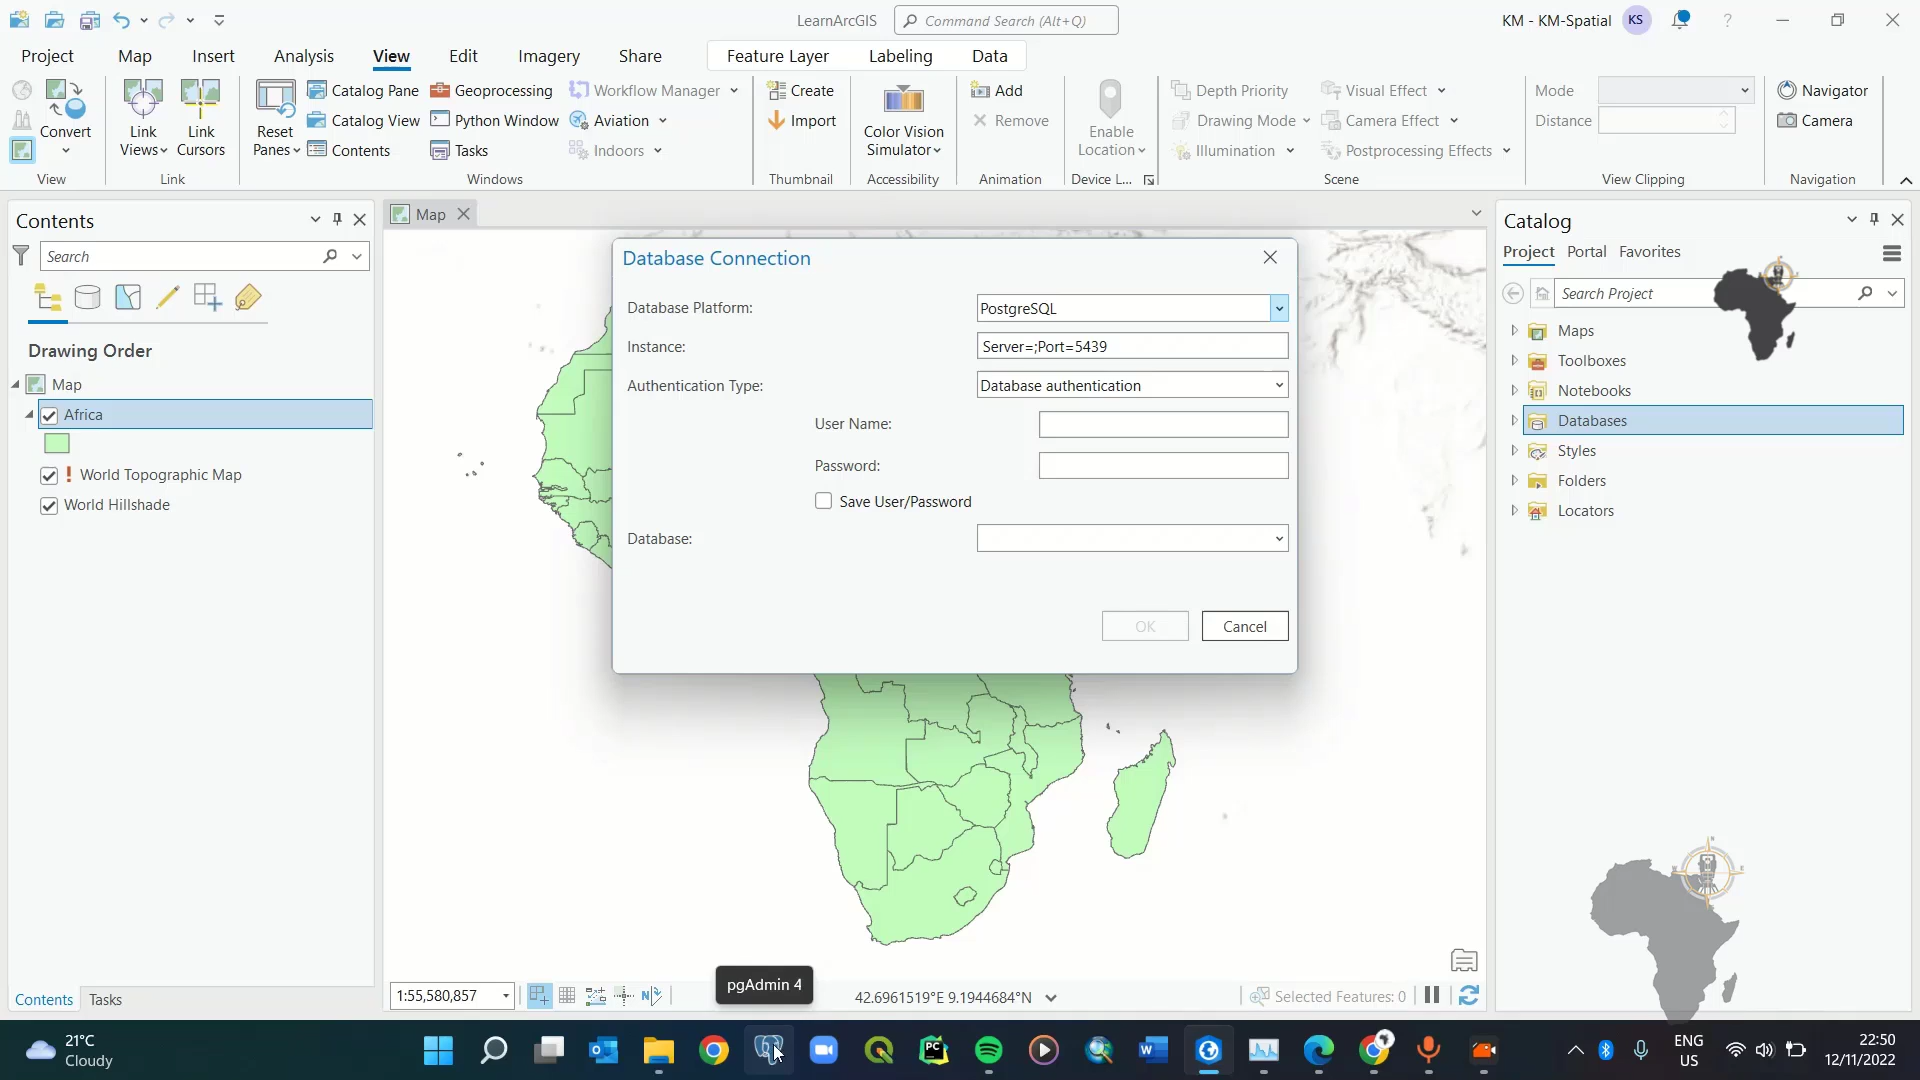 LearnArcGIS
Command Search (Alt+Q)
KM - KM-Spatial
KS
?
Project
Map
Insert
Analysis
View
Edit
Imagery
Share
Feature Layer
Labeling
Data
Convert
View
Link
Views
Link
Cursors
Link
Reset
Panes
Catalog Pane
Catalog View
Contents
Geoprocessing
Python Window
Tasks
Workflow Manager
Aviation
Indoors
Windows
Create
Import
Thumbnail
Color Vision
Simulator
Accessibility
Add
Remove
Animation
Enable
Location
Device L...
Depth Priority
Drawing Mode
Illumination
Visual Effect
Camera Effect
Postprocessing Effects
Scene
Mode
Distance
View Clipping
Navigator
Camera
Navigation
Contents
Search
Drawing Order
Map
Africa
! World Topographic Map
World Hillshade
Contents
Tasks
Map
Database Connection
Database Platform:
PostgreSQL
Instance:
Server=;Port=5439
Authentication Type:
Database authentication
User Name:
Password:
Save User/Password
Database:
OK
Cancel
1:55,580,857
pgAdmin 4
42.6961519°E 9.1944684°N
Selected Features: 0
Catalog
Project
Portal
Favorites
Search Project
Maps
Toolboxes
Notebooks
Databases
Styles
Folders
Locators
21°C
Cloudy
ENG
US
22:50
12/11/2022